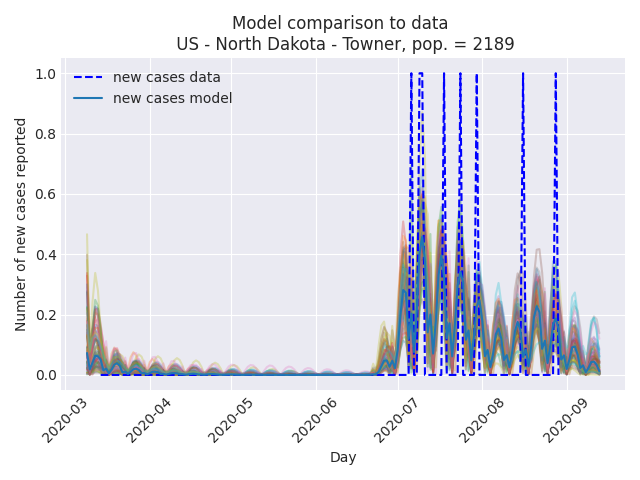 Model comparison to data
US - North Dakota - Towner, pop. = 2189
new cases data
new cases model
Number of new cases reported
1.0
0.8
0.6
0.4
0.2
0.0
2020-03
2020-04
2020-05
2020-06
2020-07
2020-08
2020-09
Day